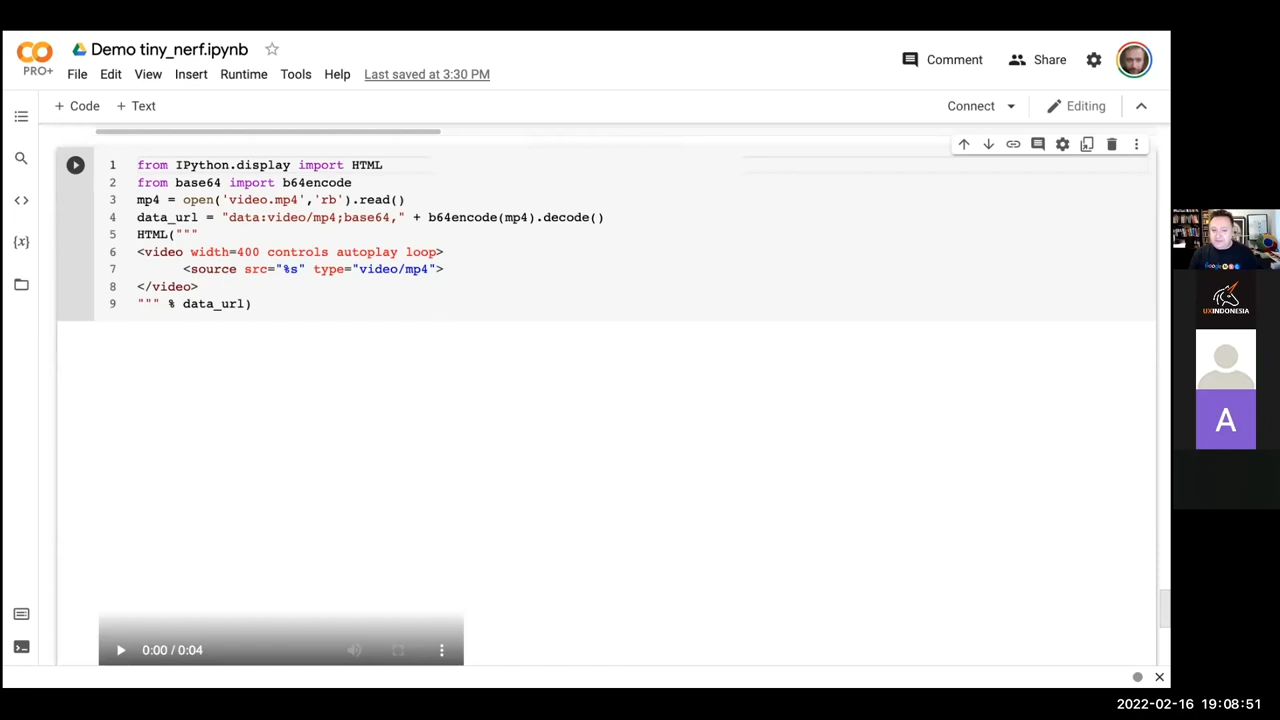 Demo tiny_nerf.ipynb
PRO+
File Edit View Insert Runtime Tools Help Last saved at 3:30 PM
Comment Share
+ Code + Text
Connect Editing
1 from IPython.display import HTML
2 from base64 import b64encode
3 mp4 = open('video.mp4','rb').read()
4 data_url = "data:video/mp4;base64," + b64encode(mp4).decode()
5 HTML("""
6 <video width=400 controls autoplay loop>
7 <source src="%s" type="video/mp4">
8 </video>
9 """ % data_url)
{x}
0:00 / 0:04
Google
UXINDONESIA
A
2022-02-16 19:08:51